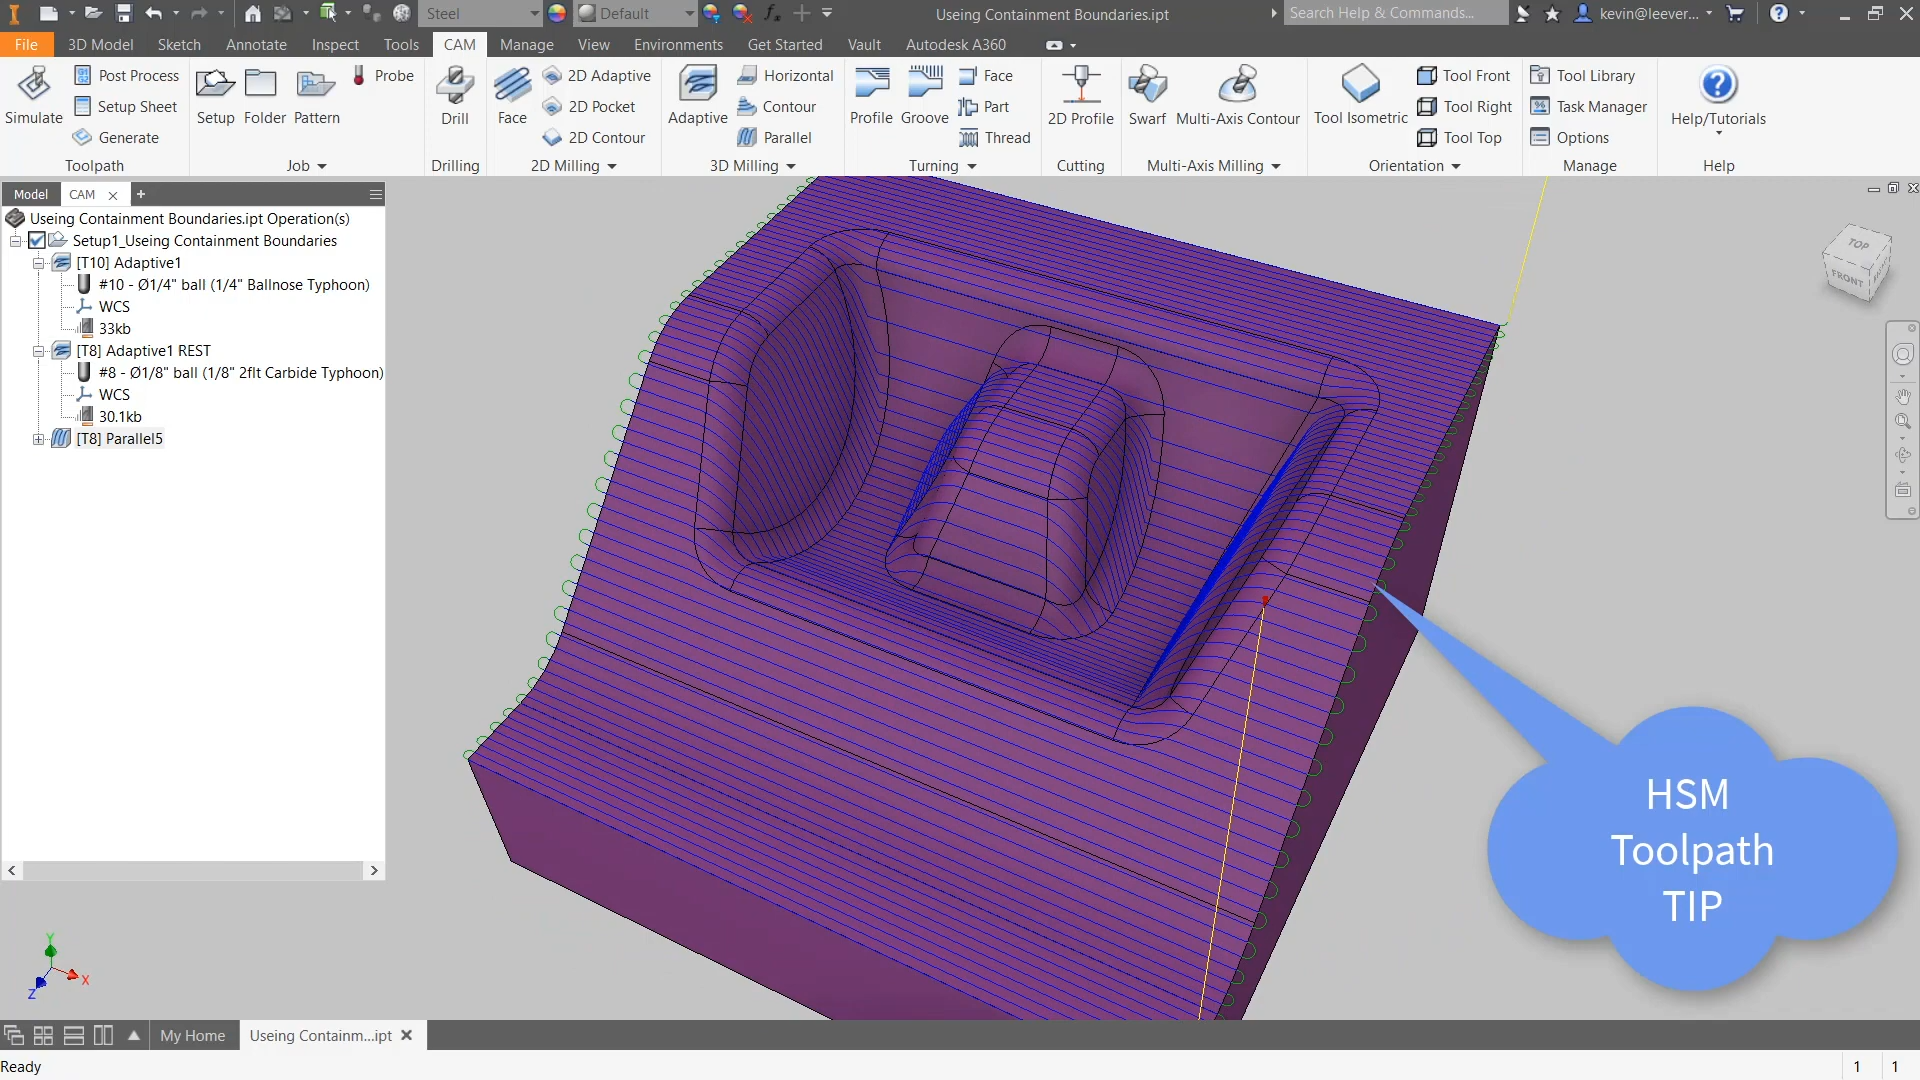 Steel
Default
Useing Containment Boundaries.ipt
Search Help & Commands...
kevin@leever...
File
3D Model
Sketch
Annotate
Inspect
Tools
CAM
Manage
View
Environments
Get Started
Vault
Autodesk A360
Simulate
Post Process
Setup Sheet
Generate
Toolpath
Setup
Folder
Pattern
Probe
Job
Drill
Drilling
Face
2D Adaptive
2D Pocket
2D Contour
2D Milling
Adaptive
Horizontal
Contour
Parallel
3D Milling
Profile
Groove
Face
Part
Thread
Turning
2D Profile
Cutting
Swarf
Multi-Axis Contour
Multi-Axis Milling
Tool Isometric
Tool Front
Tool Right
Tool Top
Orientation
Tool Library
Task Manager
Options
Manage
Help/Tutorials
Help
Model
CAM
Useing Containment Boundaries.ipt Operation(s)
Setup1_Useing Containment Boundaries
[T10] Adaptive1
#10 - Ø1/4" ball (1/4" Ballnose Typhoon)
WCS
33kb
[T8] Adaptive1 REST
#8 - Ø1/8" ball (1/8" 2flt Carbide Typhoon)
WCS
30.1kb
[T8] Parallel5
TOP
FRONT
HSM
Toolpath
TIP
Y
X
Z
My Home
Useing Containm...ipt
Ready
1
1